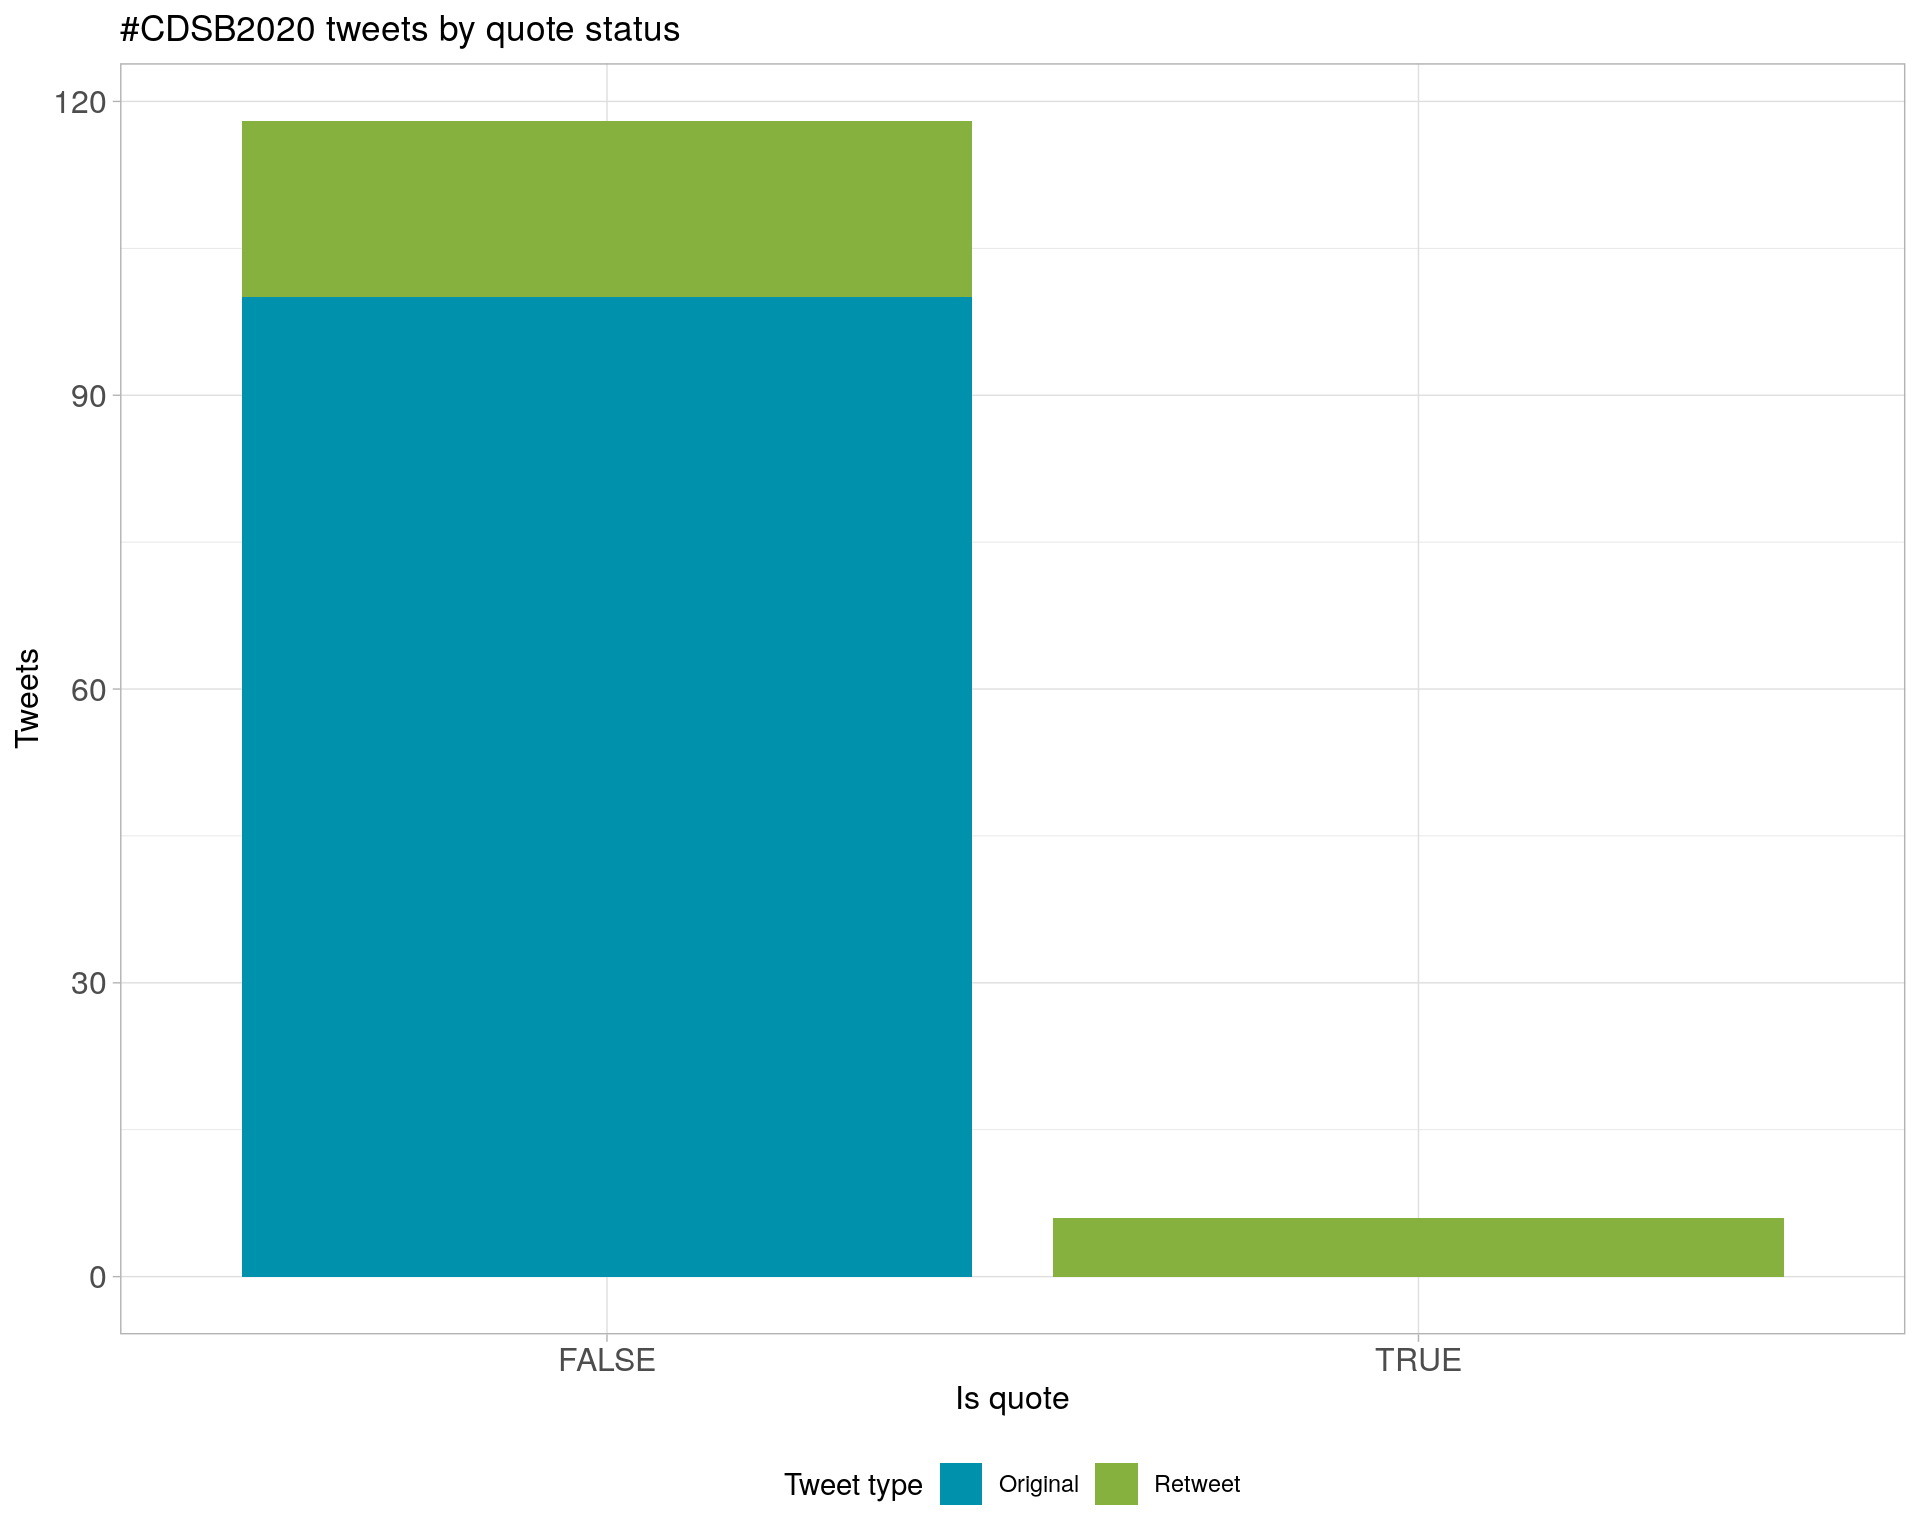 #CDSB2020 tweets by quote status
120
90
60
30
0
Tweets
FALSE TRUE
Is quote
Tweet type Original Retweet